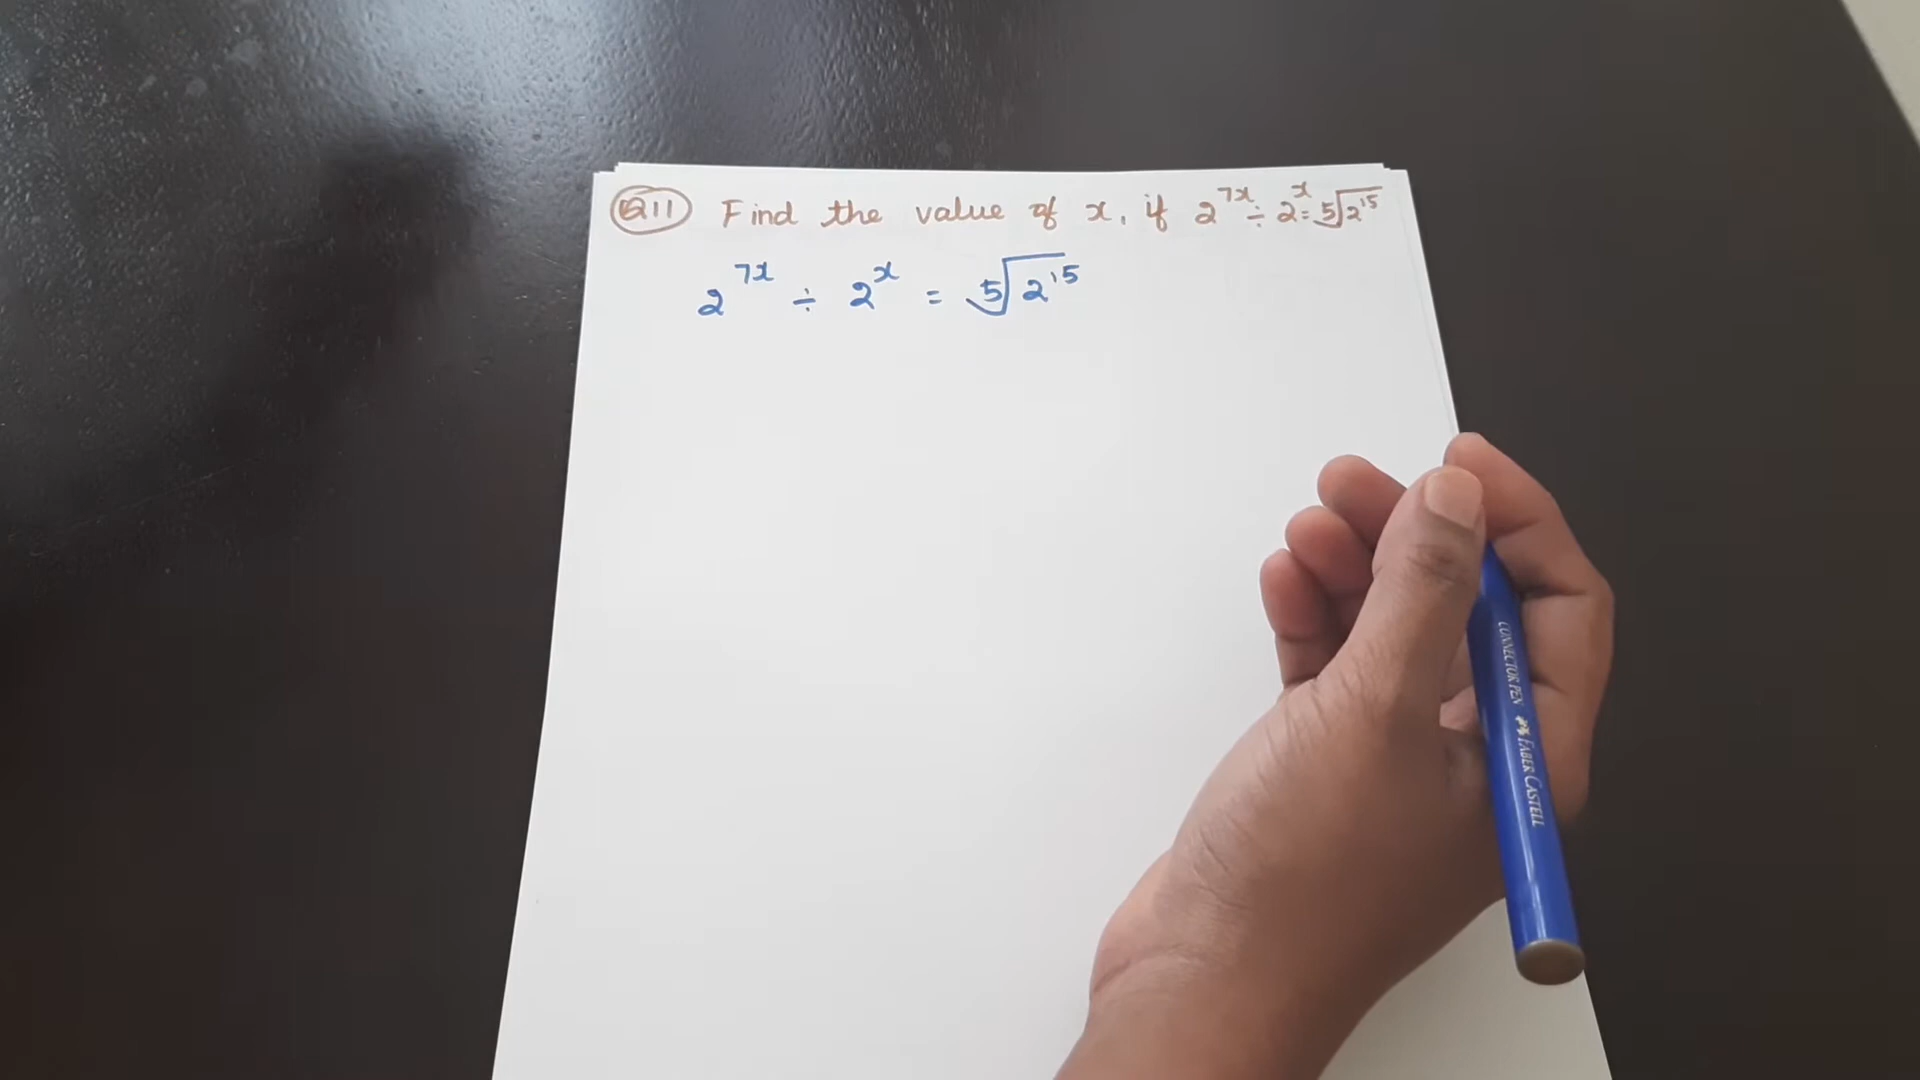 Q11 Find the value of x, if 2^7x ÷ 2^x = ⁵√2^15
2^7x ÷ 2^x = ⁵√2^15
CONNECTOR PEN FABER CASTELL